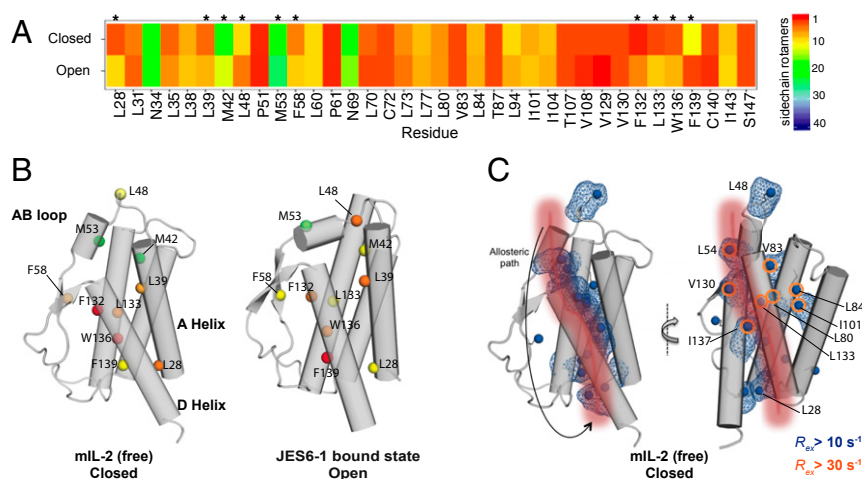 A
* * * * * * * * * *
Closed
Open
L28 L31 N34 L35 L38 L39 M42 L48 P51 M53 F58 L60 P61 N69 L70 C72 L73 L77 L80 V83 L84 T87 L94 I101 I104 T107 V108 V129 V130 F132 L133 W136 F139 C140 I143 S147
Residue
sidechain rotamers
1
10
20
30
40
B
L48
AB loop
M53
M42
F58
L39
F132
L133
A Helix
W136
F139
L28
D Helix
mIL-2 (free)
Closed
L48
M53
M42
F58
F132
L39
L133
W136
F139
L28
JES6-1 bound state
Open
C
Allosteric
path
L48
L54
V83
V130
L84
I101
I137
L80
L133
L28
mIL-2 (free)
Closed
Rex> 10 s-1
Rex> 30 s-1